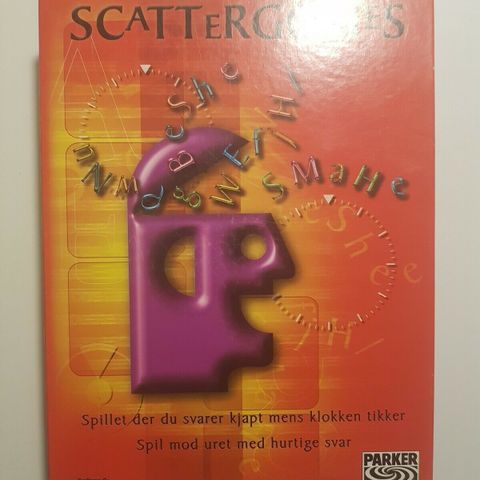 SCATTERGORIES
Spillet der du svarer kjapt mens klokken tikker
Spil mod uret med hurtige svar
PARKER